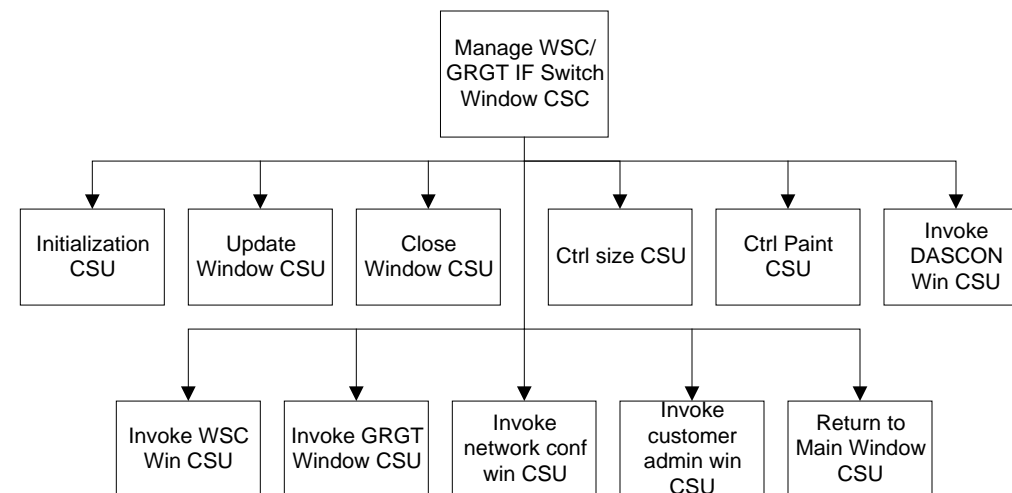 Manage WSC/
GRGT IF Switch
Window CSC
Initialization
CSU
Update
Window CSU
Close
Window CSU
Ctrl size CSU
Ctrl Paint
CSU
Invoke
DASCON
Win CSU
Invoke WSC
Win CSU
Invoke GRGT
Window CSU
Invoke
network conf
win CSU
Invoke
customer
admin win
CSU
Return to
Main Window
CSU